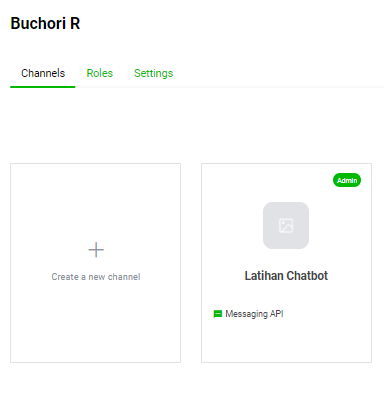 Buchori R
Channels Roles Settings
Admin
Create a new channel
Latihan Chatbot
Messaging API